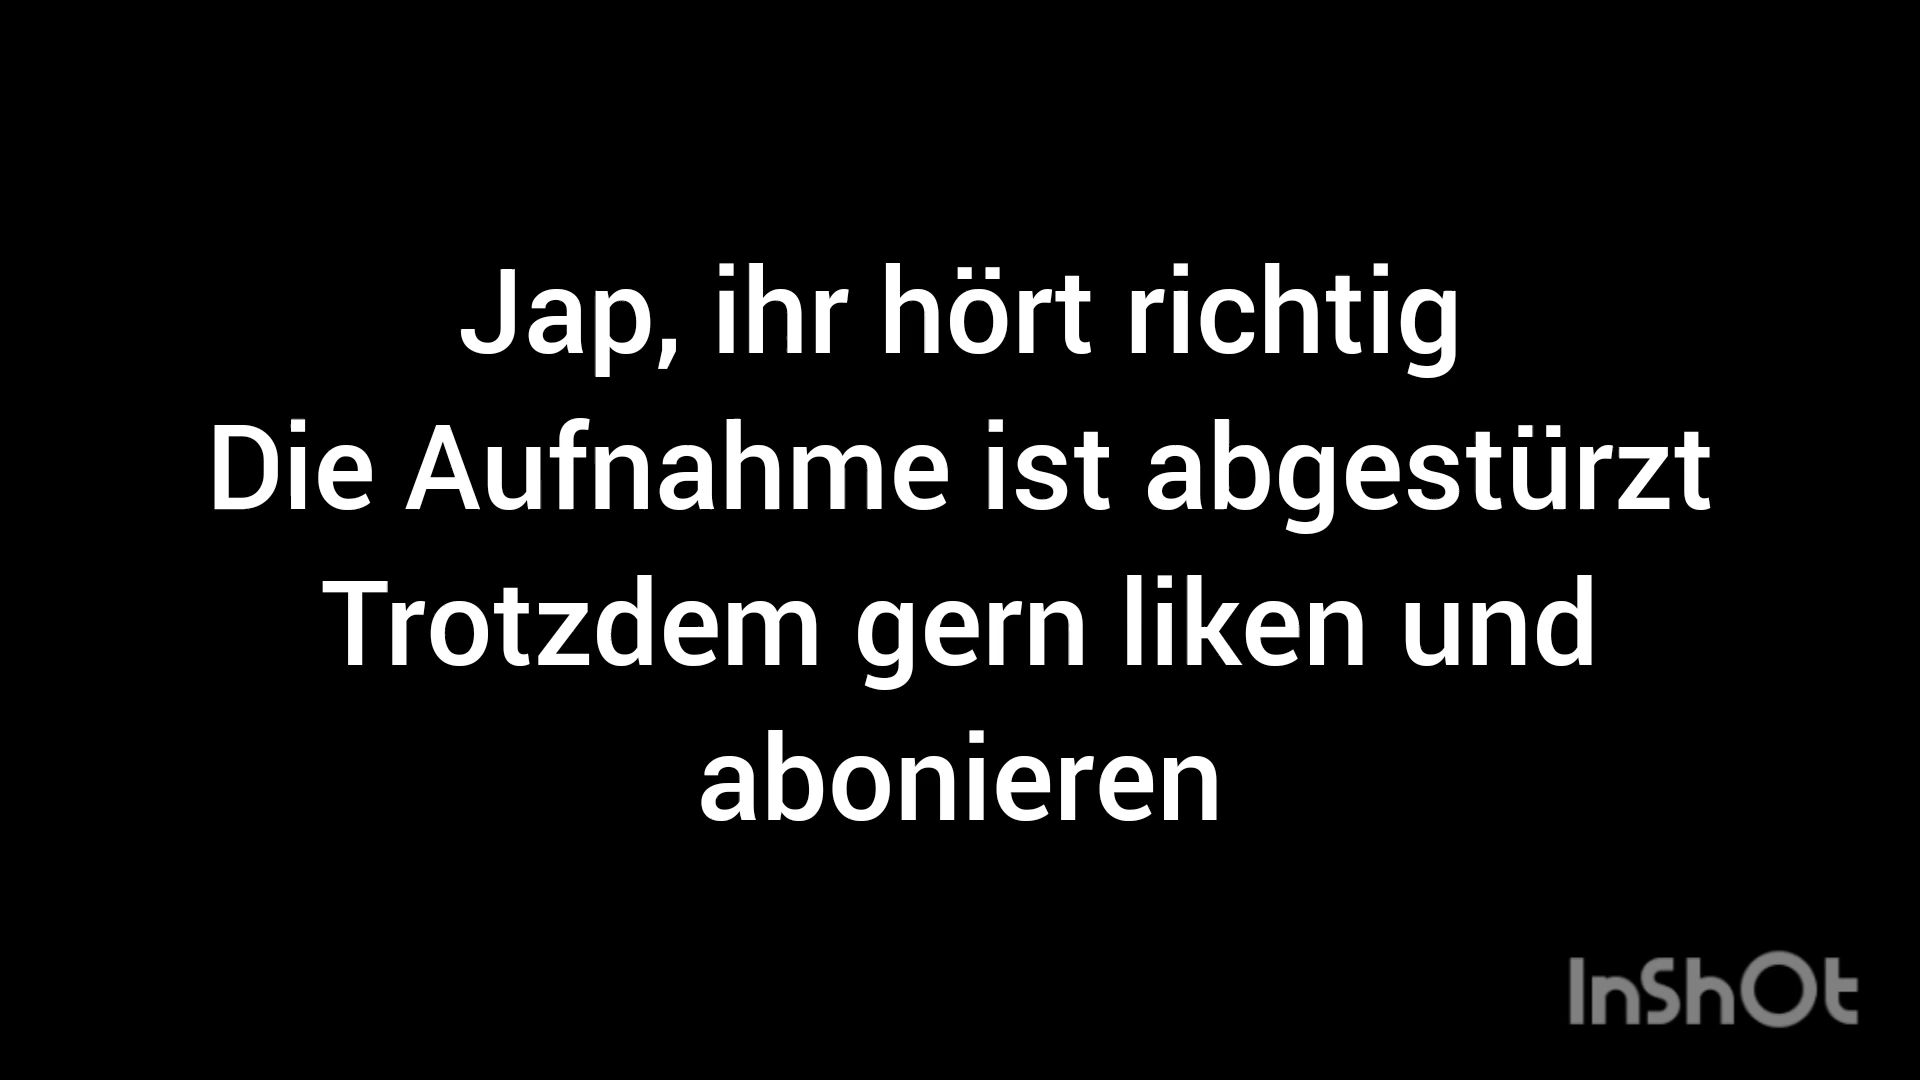 Jap, ihr hört richtig
Die Aufnahme ist abgestürzt
Trotzdem gern liken und
abonieren
InShOt